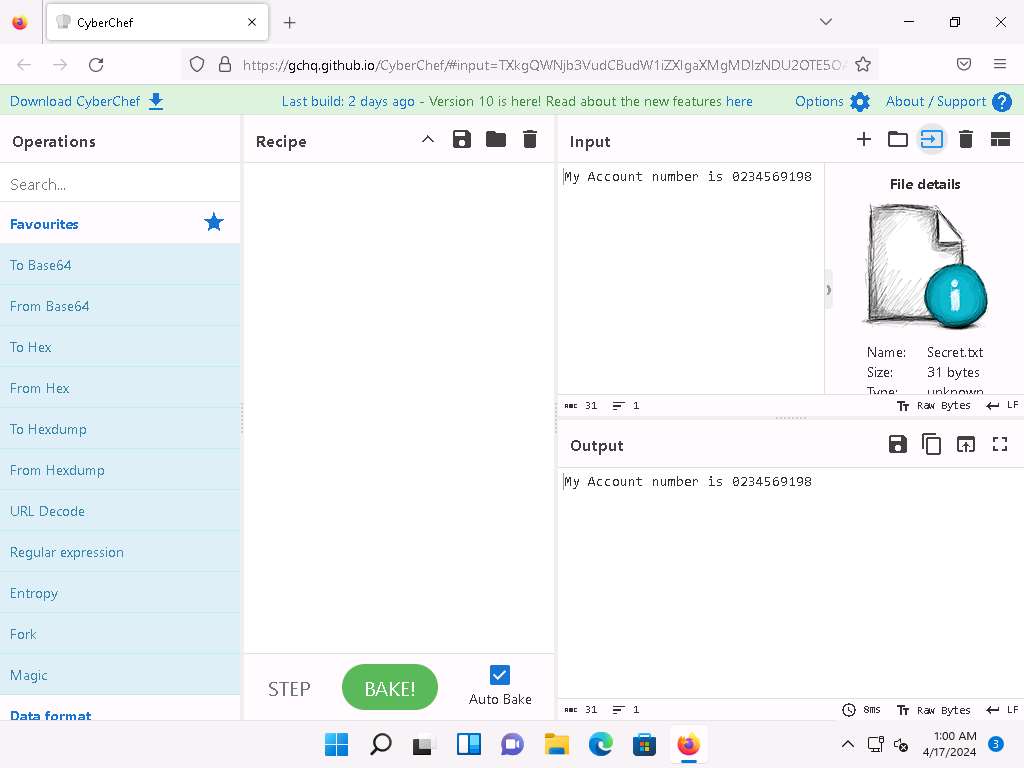 CyberChef
https://gchq.github.io/CyberChef/#input=TXkgQWNjb3VudCBudW1iZXIgaXMgMDIzNDU2OTE5OA
Download CyberChef
Last build: 2 days ago - Version 10 is here! Read about the new features here
Options
About / Support
Operations
Recipe
Input
Search...
Favourites
To Base64
From Base64
To Hex
From Hex
To Hexdump
From Hexdump
URL Decode
Regular expression
Entropy
Fork
Magic
Data format
STEP
BAKE!
Auto Bake
My Account number is 0234569198
File details
Name: Secret.txt
Size: 31 bytes
Type: unknown
ABC 31 1
Tr Raw Bytes LF
Output
My Account number is 0234569198
ABC 31 1
8ms Tr Raw Bytes LF
1:00 AM
4/17/2024
3